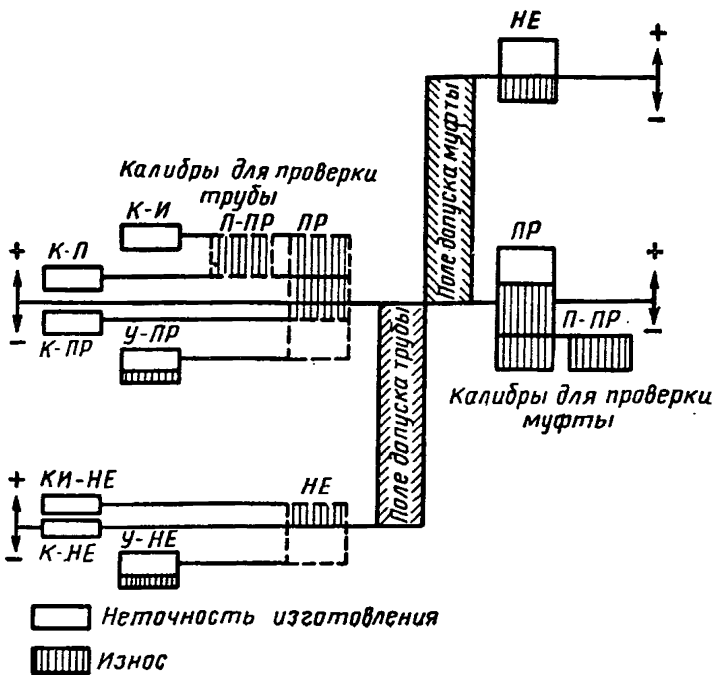 НЕ
+
−
Поле допуска муфты
Калибры для проверки
трубы
К-И
П-ПР
ПР
К-П
+
−
К-ПР
У-ПР
ПР
+
−
П-ПР
Калибры для проверки
муфты
Поле допуска трубы
КИ-НЕ
НЕ
+
−
К-НЕ
У-НЕ
Неточность изготовления
Износ